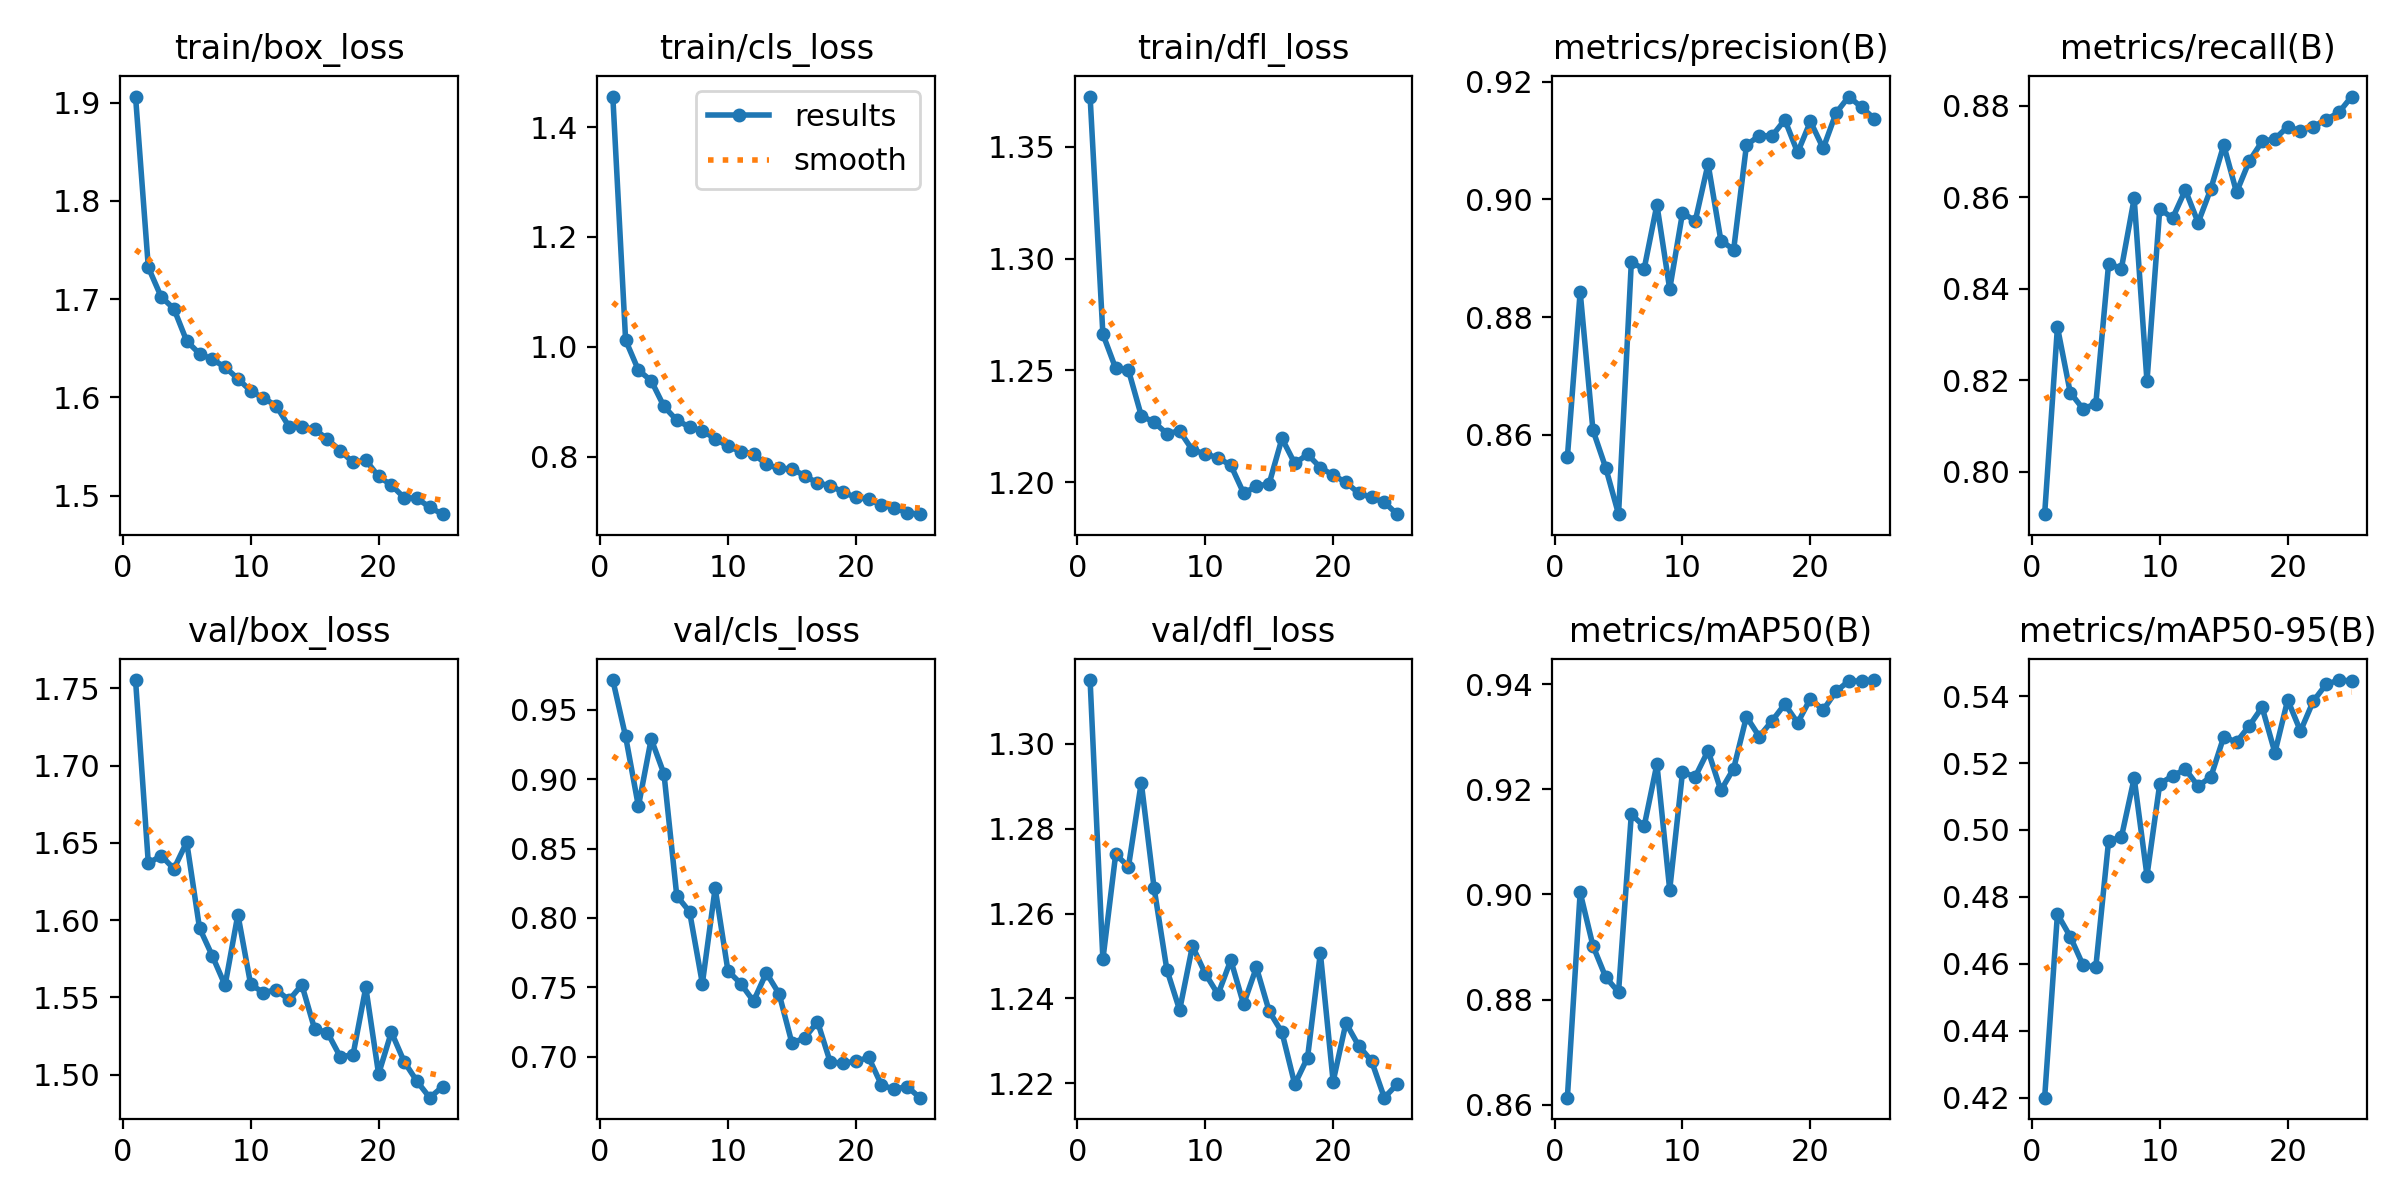 train/box_loss
1.9
1.8
1.7
1.6
1.5
0 10 20
train/cls_loss
results
smooth
1.4
1.2
1.0
0.8
0 10 20
train/dfl_loss
1.35
1.30
1.25
1.20
0 10 20
metrics/precision(B)
0.92
0.90
0.88
0.86
0 10 20
metrics/recall(B)
0.88
0.86
0.84
0.82
0.80
0 10 20
val/box_loss
1.75
1.70
1.65
1.60
1.55
1.50
0 10 20
val/cls_loss
0.95
0.90
0.85
0.80
0.75
0.70
0 10 20
val/dfl_loss
1.30
1.28
1.26
1.24
1.22
0 10 20
metrics/mAP50(B)
0.94
0.92
0.90
0.88
0.86
0 10 20
metrics/mAP50-95(B)
0.54
0.52
0.50
0.48
0.46
0.44
0.42
0 10 20